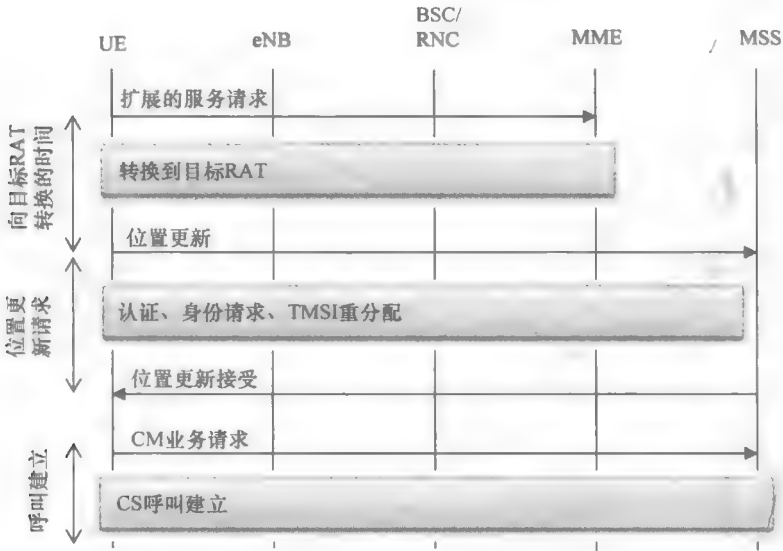 BSC/
UE eNB RNC MME MSS
扩展的服务请求
向目标RAT
转换的时间
转换到目标RAT
位置更新
位置更
新请求
认证、身份请求、TMSI重分配
位置更新接受
呼叫建立
CM业务请求
CS呼叫建立